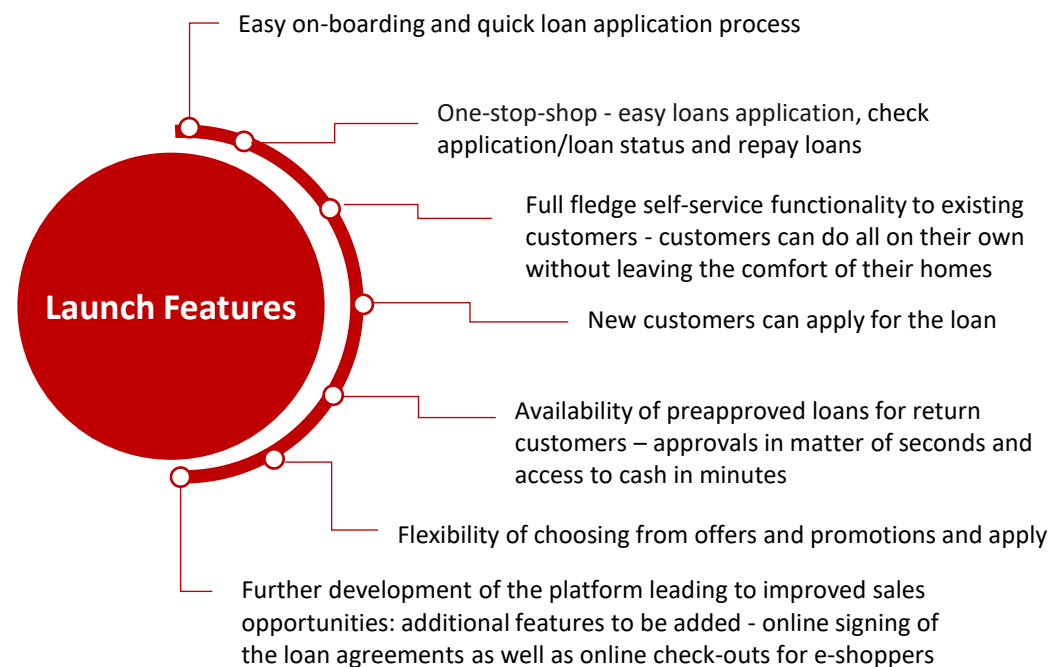 Easy on-boarding and quick loan application process
One-stop-shop - easy loans application, check
application/loan status and repay loans
Full fledge self-service functionality to existing
customers - customers can do all on their own
without leaving the comfort of their homes
Launch Features
New customers can apply for the loan
Availability of preapproved loans for return
customers – approvals in matter of seconds and
access to cash in minutes
Flexibility of choosing from offers and promotions and apply
Further development of the platform leading to improved sales
opportunities: additional features to be added - online signing of
the loan agreements as well as online check-outs for e-shoppers